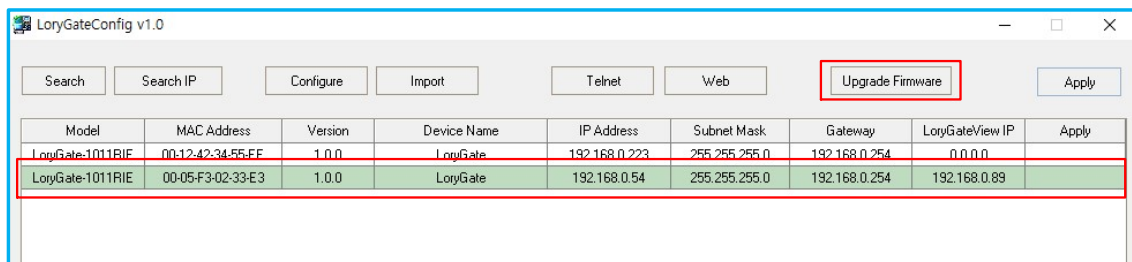 LoryGateConfig v1.0
Search Search IP Configure Import Telnet Web Upgrade Firmware Apply
Model MAC Address Version Device Name IP Address Subnet Mask Gateway LoryGateView IP Apply
LoryGate-1011RIE 00-12-42-34-55-FF 1.0.0 LoryGate 192.168.0.223 255.255.255.0 192.168.0.254 0.0.0.0
LoryGate-1011RIE 00-05-F3-02-33-E3 1.0.0 LoryGate 192.168.0.54 255.255.255.0 192.168.0.254 192.168.0.89